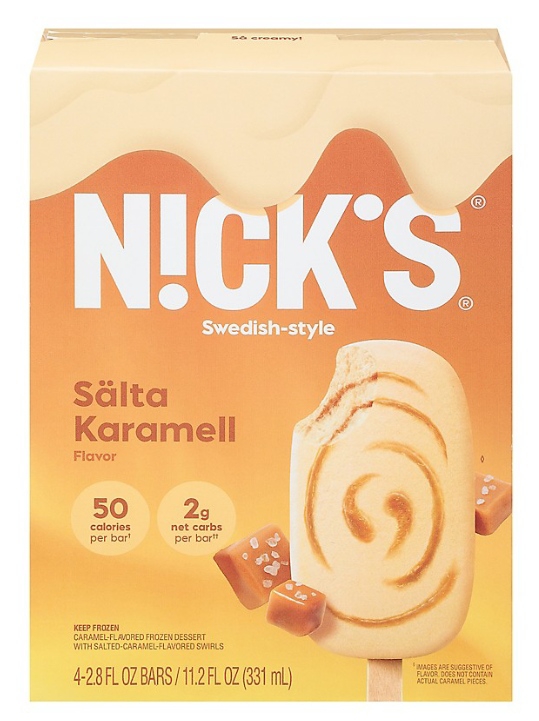 Så creamy!
N!CK'S®
®
Swedish-style
Sälta
Karamell
Flavor
50
calories
per bar†
2g
net carbs
per bar††
◊
KEEP FROZEN
CARAMEL-FLAVORED FROZEN DESSERT
WITH SALTED-CARAMEL-FLAVORED SWIRLS
4-2.8 FL OZ BARS / 11.2 FL OZ (331 mL)
◊IMAGES ARE SUGGESTIVE OF
FLAVOR. DOES NOT CONTAIN
ACTUAL CARAMEL PIECES.